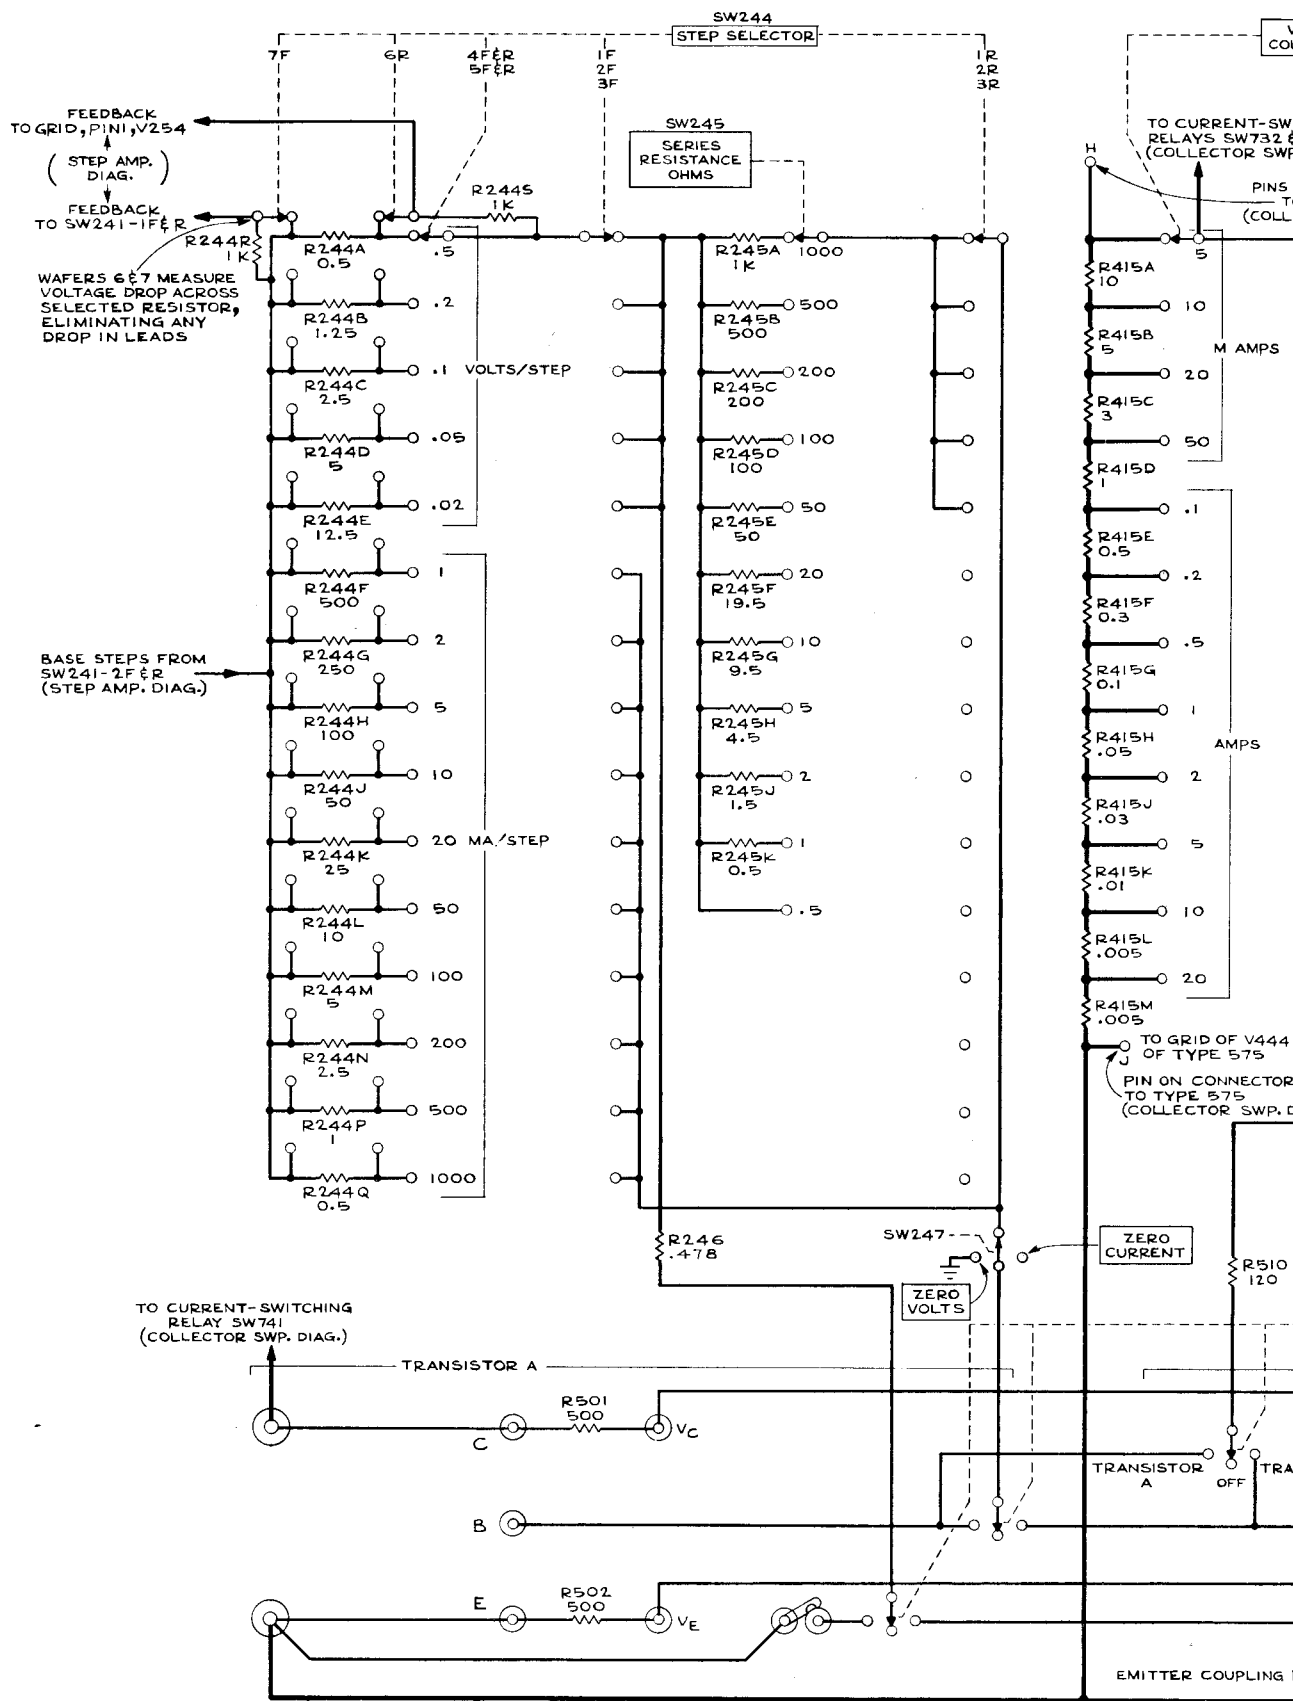 SW244
STEP SELECTOR
7F
6R
4F&R
5F&R
1F
2F
3F
1R
2R
3R
FEEDBACK
TO GRID, PIN1, V254
( STEP AMP.
DIAG. )
FEEDBACK
TO SW241-1F&R
R244R
1K
WAFERS 6&7 MEASURE
VOLTAGE DROP ACROSS
SELECTED RESISTOR,
ELIMINATING ANY
DROP IN LEADS
R244S
1K
R244A
0.5
.5
R244B
1.25
.2
R244C
2.5
.1 VOLTS/STEP
R244D
5
.05
R244E
12.5
.02
R244F
500
1
R244G
250
2
BASE STEPS FROM
SW241-2F&R
(STEP AMP. DIAG.)
R244H
100
5
R244J
50
10
R244K
25
20 MA/STEP
R244L
10
50
R244M
5
100
R244N
2.5
200
R244P
1
500
R244Q
0.5
1000
SW245
SERIES
RESISTANCE
OHMS
R245A
1K
1000
R245B
500
500
R245C
200
200
R245D
100
100
R245E
50
50
R245F
19.5
20
R245G
9.5
10
R245H
4.5
5
R245J
1.5
2
R245K
0.5
1
.5
R246
.478
SW247
ZERO
VOLTS
ZERO
CURRENT
TO CURRENT-SW
RELAYS SW732 &
(COLLECTOR SWP
H
PINS
TO
(COLL
5
R415A
10
10
R415B
5
M AMPS
20
R415C
3
50
R415D
1
.1
R415E
0.5
.2
R415F
0.3
.5
R415G
0.1
1
R415H
.05
AMPS
2
R415J
.03
5
R415K
.01
10
R415L
.005
20
R415M
.005
TO GRID OF V444
OF TYPE 575
J
PIN ON CONNECTOR
TO TYPE 575
(COLLECTOR SWP. D
R510
120
TO CURRENT-SWITCHING
RELAY SW741
(COLLECTOR SWP. DIAG.)
TRANSISTOR A
R501
500
C
VC
TRANSISTOR
A
OFF
TRA
B
E
R502
500
VE
EMITTER COUPLING